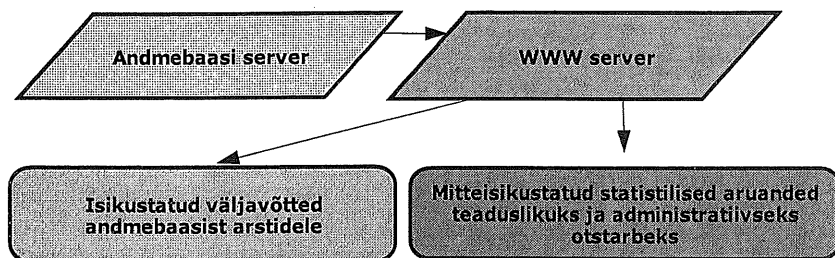 Andmebaasi server
WWW server
Isikustatud väljavõtted
andmebaasist arstidele
Mitteisikustatud statistilised aruanded
teaduslikuks ja administratiivseks
otstarbeks